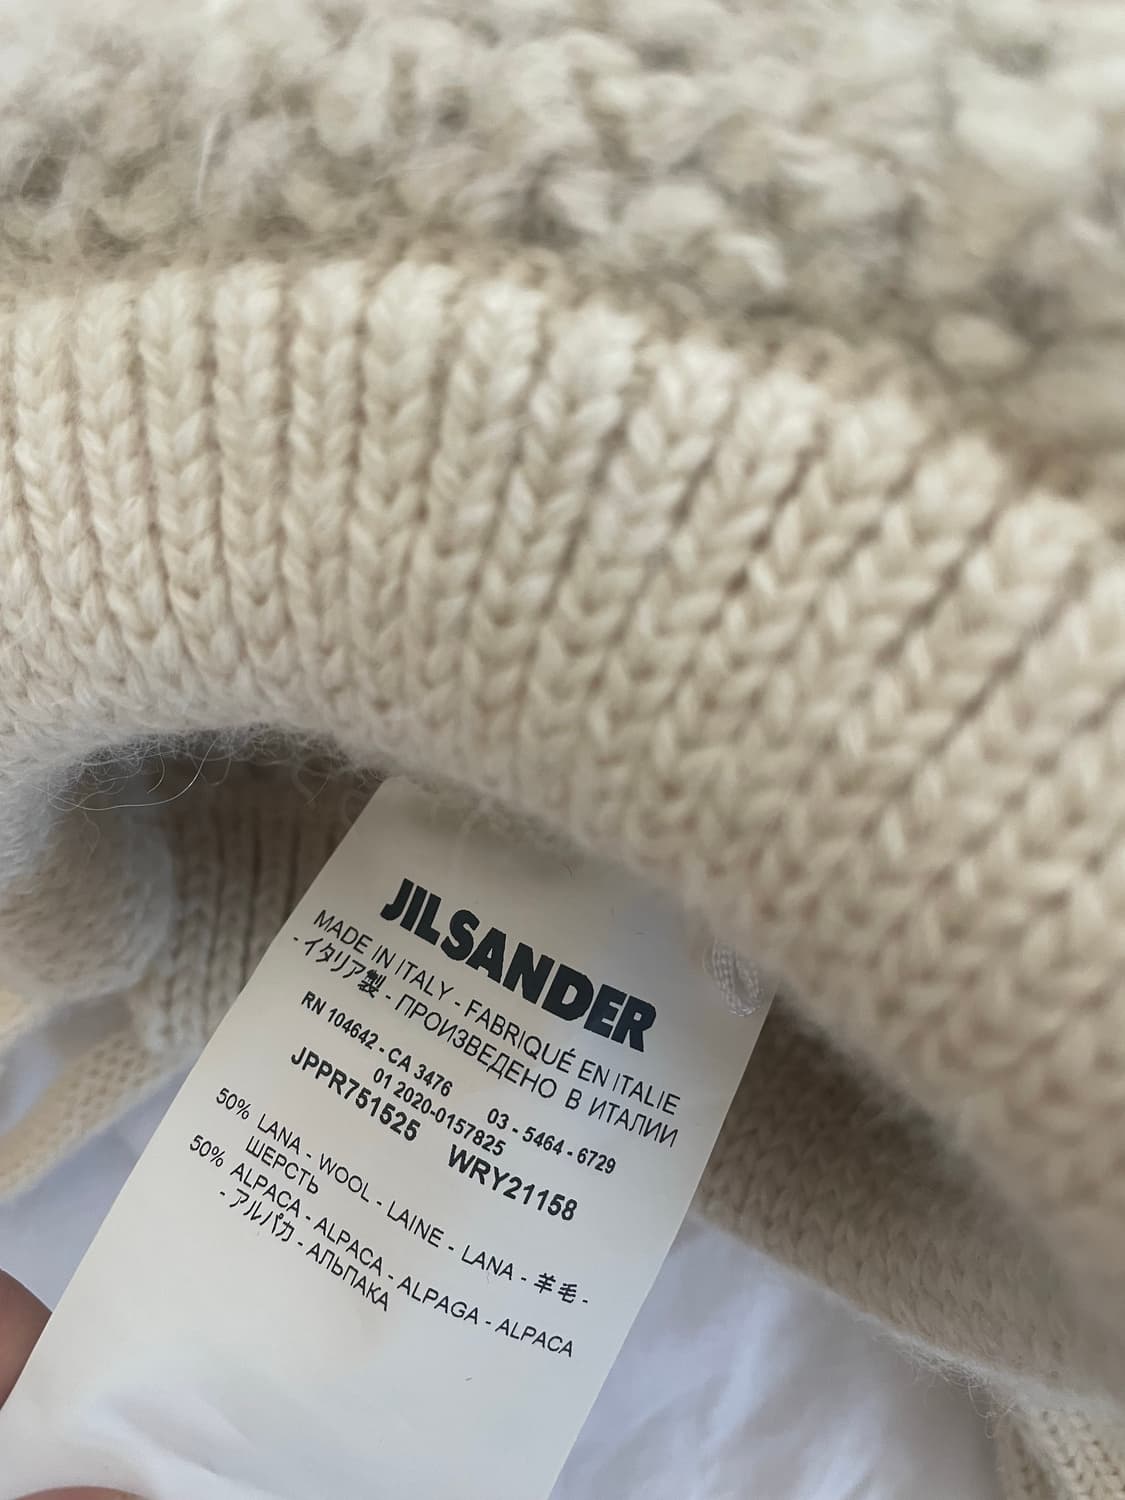 JIL SANDER
MADE IN ITALY - FABRIQUÉ EN ITALIE
- イタリア製 - ПРОИЗВЕДЕНО В ИТАЛИИ
RN 104642 - CA 3476 03 - 5464 - 6729
01 2020-0157825
JPPR751525 WRY21158
50% LANA - WOOL - LAINE - LANA - 羊毛 -
ШЕРСТЬ
50% ALPACA - ALPACA - ALPAGA - ALPACA
- アルパカ - АЛЬПАКА